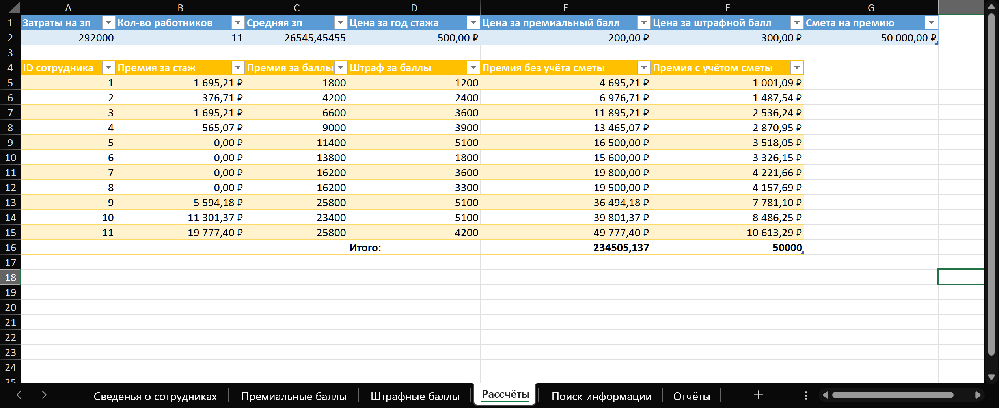 A B C D E F G
1 Затраты на зп Кол-во работников Средняя зп Цена за год стажа Цена за премиальный балл Цена за штрафной балл Смета на премию
2 292000 11 26545,45455 500,00 ₽ 200,00 ₽ 300,00 ₽ 50 000,00 ₽
3
4 ID сотрудника Премия за стаж Премия за баллы Штраф за баллы Премия без учёта сметы Премия с учётом сметы
5 1 1 695,21 ₽ 1800 1200 4 695,21 ₽ 1 001,09 ₽
6 2 376,71 ₽ 4200 2400 6 976,71 ₽ 1 487,54 ₽
7 3 1 695,21 ₽ 6600 3600 11 895,21 ₽ 2 536,24 ₽
8 4 565,07 ₽ 9000 3900 13 465,07 ₽ 2 870,95 ₽
9 5 0,00 ₽ 11400 5100 16 500,00 ₽ 3 518,05 ₽
10 6 0,00 ₽ 13800 1800 15 600,00 ₽ 3 326,15 ₽
11 7 0,00 ₽ 16200 3600 19 800,00 ₽ 4 221,66 ₽
12 8 0,00 ₽ 16200 3300 19 500,00 ₽ 4 157,69 ₽
13 9 5 594,18 ₽ 25800 5100 36 494,18 ₽ 7 781,10 ₽
14 10 11 301,37 ₽ 23400 5100 39 801,37 ₽ 8 486,25 ₽
15 11 19 777,40 ₽ 25800 4200 49 777,40 ₽ 10 613,29 ₽
16 Итого: 234505,137 50000
17
18
19
20
21
22
23
24
25
Сведенья о сотрудниках Премиальные баллы Штрафные баллы Рассчёты Поиск информации Отчёты